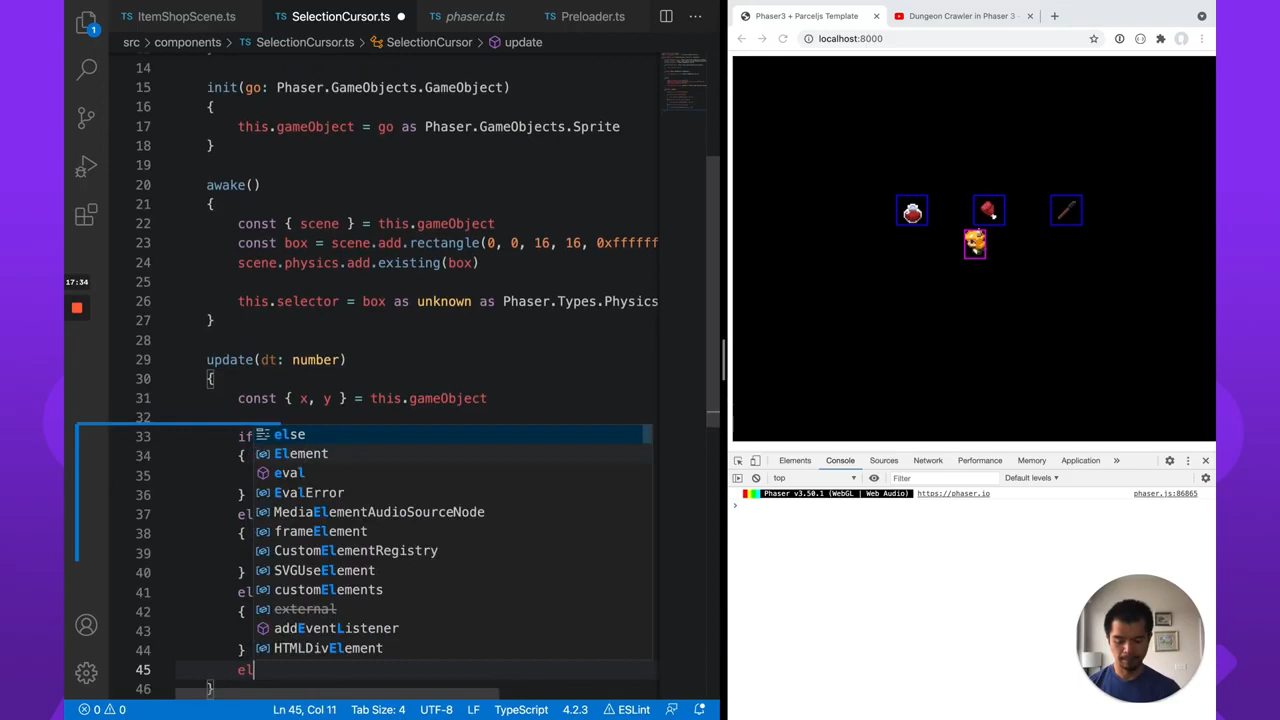 ItemShopScene.ts
SelectionCursor.ts
phaser.d.ts
Preloader.ts
src > components > SelectionCursor.ts > SelectionCursor > update
14
15 init(go: Phaser.GameObjects.GameObject)
16 {
17 this.gameObject = go as Phaser.GameObjects.Sprite
18 }
19
20 awake()
21 {
22 const { scene } = this.gameObject
23 const box = scene.add.rectangle(0, 0, 16, 16, 0xffffff
24 scene.physics.add.existing(box)
25
26 this.selector = box as unknown as Phaser.Types.Physics
27 }
28
29 update(dt: number)
30 {
31 const { x, y } = this.gameObject
32
33 if
34 {
35
36 }
37 el
38 {
39
40 }
41 el
42 {
43
44 }
45 el
46 }
else
Element
eval
EvalError
MediaElementAudioSourceNode
frameElement
CustomElementRegistry
SVGUseElement
customElements
external
addEventListener
HTMLDivElement
1
17:34
0 0
Ln 45, Col 11
Tab Size: 4
UTF-8
LF
TypeScript
4.2.3
ESLint
Phaser3 + Parceljs Template
Dungeon Crawler in Phaser 3 -
localhost:8000
Elements
Console
Sources
Network
Performance
Memory
Application
»
top
Filter
Default levels
Phaser v3.50.1 (WebGL | Web Audio) https://phaser.io
phaser.js:86865